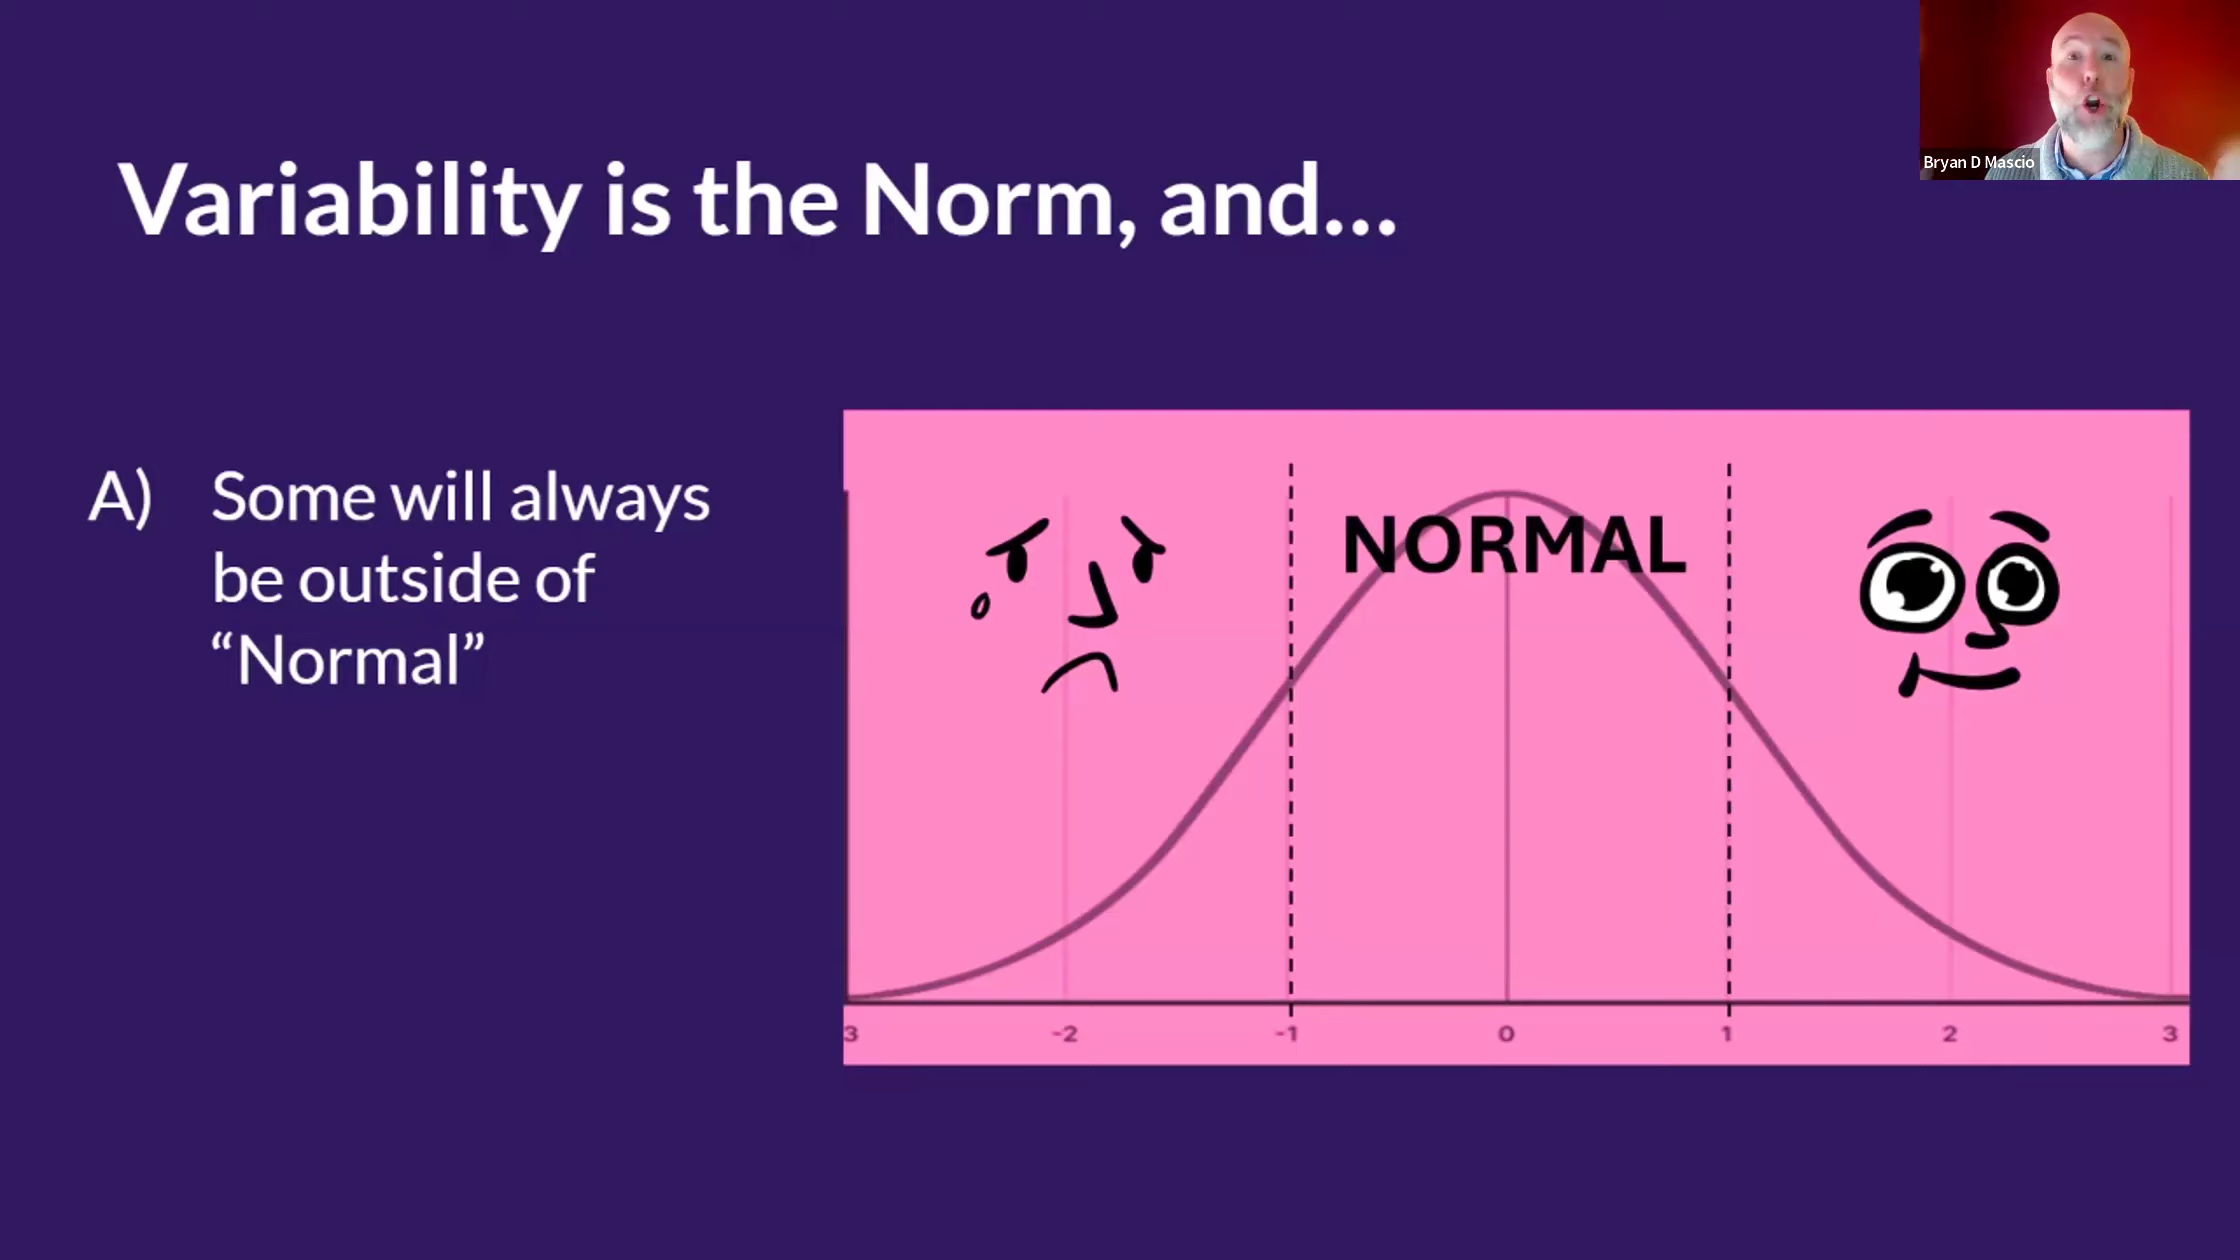 Bryan D Mascio
Variability is the Norm, and...
A) Some will always
be outside of
“Normal”
NORMAL
3 -2 -1 0 1 2 3